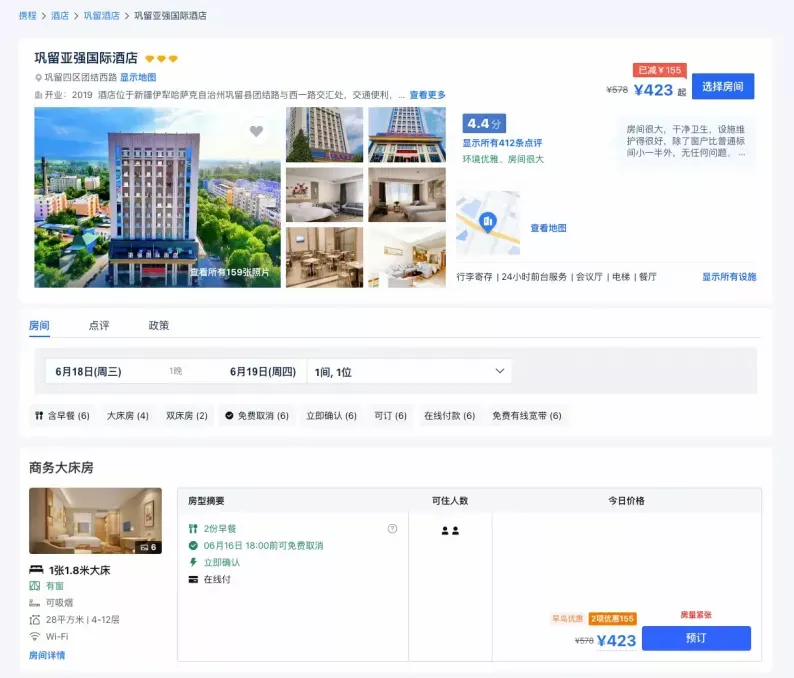 携程 > 酒店 > 巩留酒店 > 巩留亚强国际酒店
巩留亚强国际酒店
巩留四区团结西路 显示地图
开业：2019 酒店位于新疆伊犁哈萨克自治州巩留县团结路与西一路交汇处，交通便利，... 查看更多
已减¥155
¥578 ¥423 起
选择房间
亚强国际酒店
查看所有159张照片
4.4分
显示所有412条点评
环境优雅、房间很大
房间很大，干净卫生，设施维
护得很好，除了窗户比普通标
间小一半外，无任何问题，...
查看地图
行李寄存 | 24小时前台服务 | 会议厅 | 电梯 | 餐厅
显示所有设施
房间 点评 政策
6月18日(周三) 1晚 6月19日(周四) 1间, 1位
含早餐 (6) 大床房 (4) 双床房 (2) 免费取消 (6) 立即确认 (6) 可订 (6) 在线付款 (6) 免费有线宽带 (6)
商务大床房
6
1张1.8米大床
有窗
可吸烟
28平方米 | 4-12层
Wi-Fi
房间详情
房型摘要 可住人数 今日价格
2份早餐
06月16日 18:00前可免费取消
立即确认
在线付
早鸟优惠 2项优惠155
¥578 ¥423
房量紧张
预订